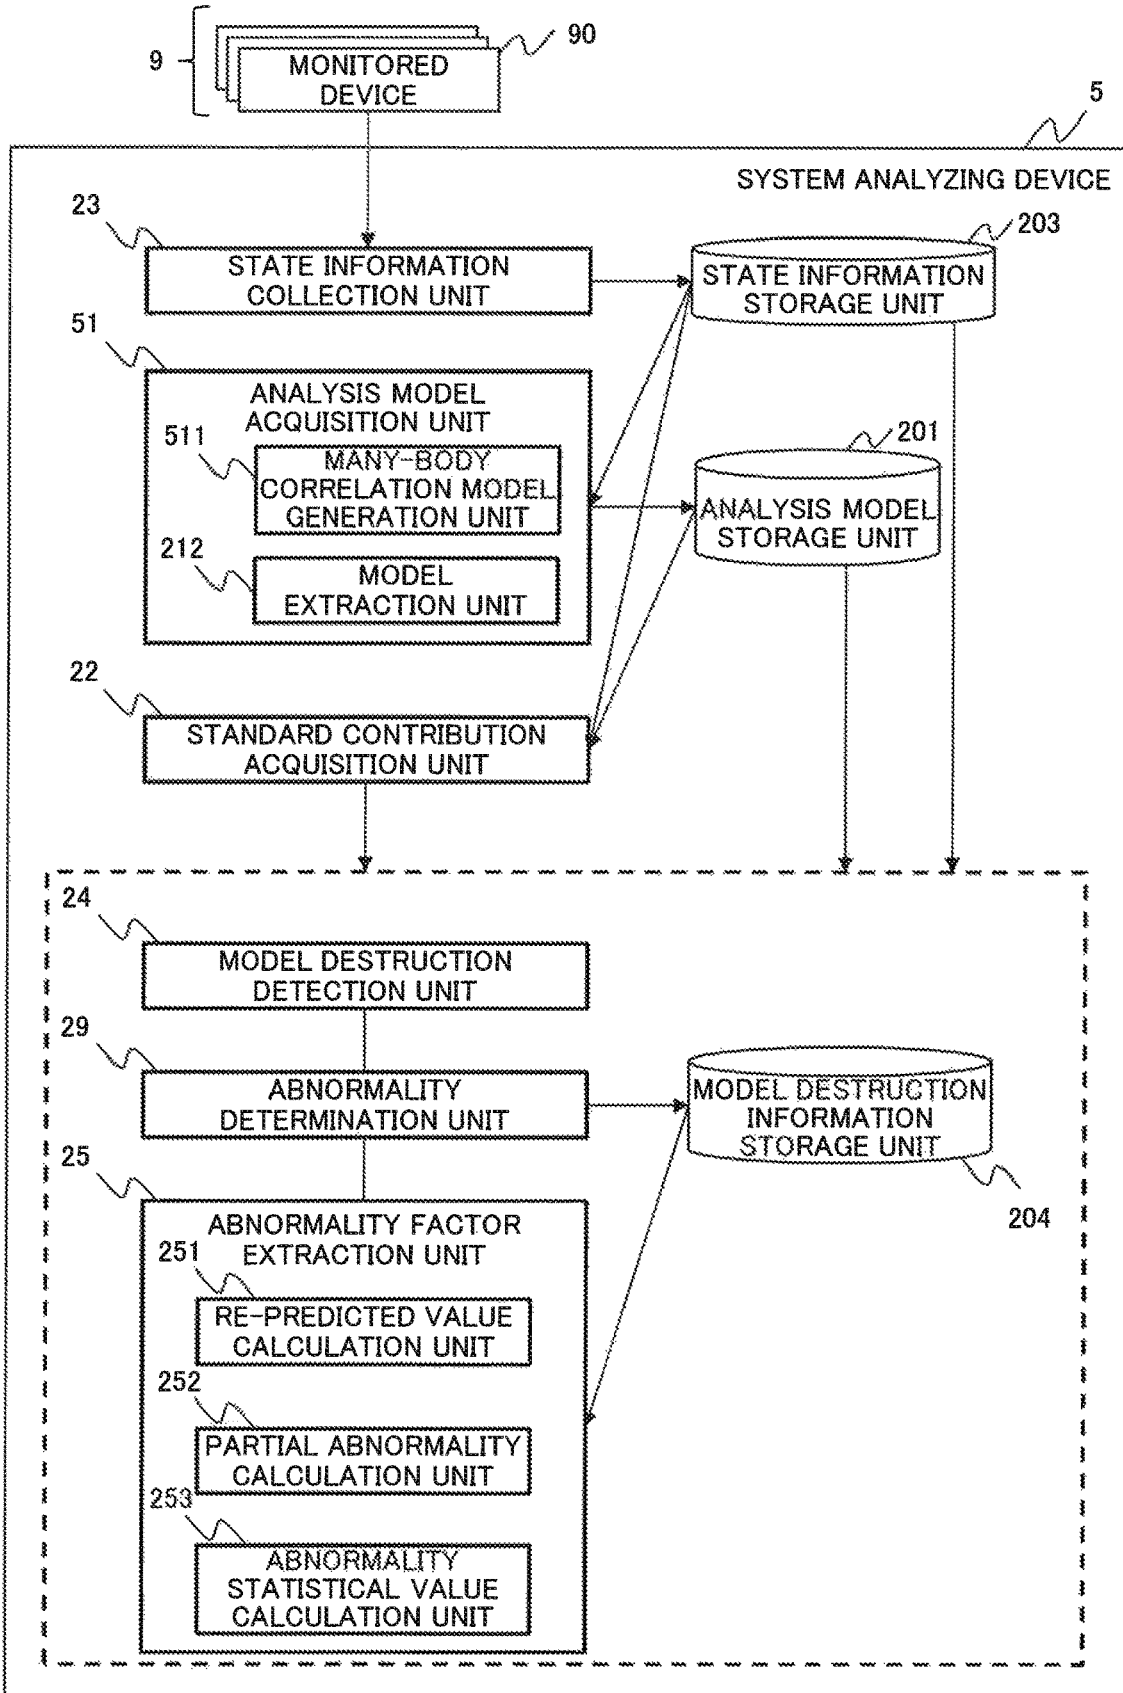 9
90
MONITORED
DEVICE
5
SYSTEM ANALYZING DEVICE
23
STATE INFORMATION
COLLECTION UNIT
203
STATE INFORMATION
STORAGE UNIT
51
ANALYSIS MODEL
ACQUISITION UNIT
511
MANY-BODY
CORRELATION MODEL
GENERATION UNIT
201
ANALYSIS MODEL
STORAGE UNIT
212
MODEL
EXTRACTION UNIT
22
STANDARD CONTRIBUTION
ACQUISITION UNIT
24
MODEL DESTRUCTION
DETECTION UNIT
29
ABNORMALITY
DETERMINATION UNIT
MODEL DESTRUCTION
INFORMATION
STORAGE UNIT
204
25
ABNORMALITY FACTOR
EXTRACTION UNIT
251
RE-PREDICTED VALUE
CALCULATION UNIT
252
PARTIAL ABNORMALITY
CALCULATION UNIT
253
ABNORMALITY
STATISTICAL VALUE
CALCULATION UNIT